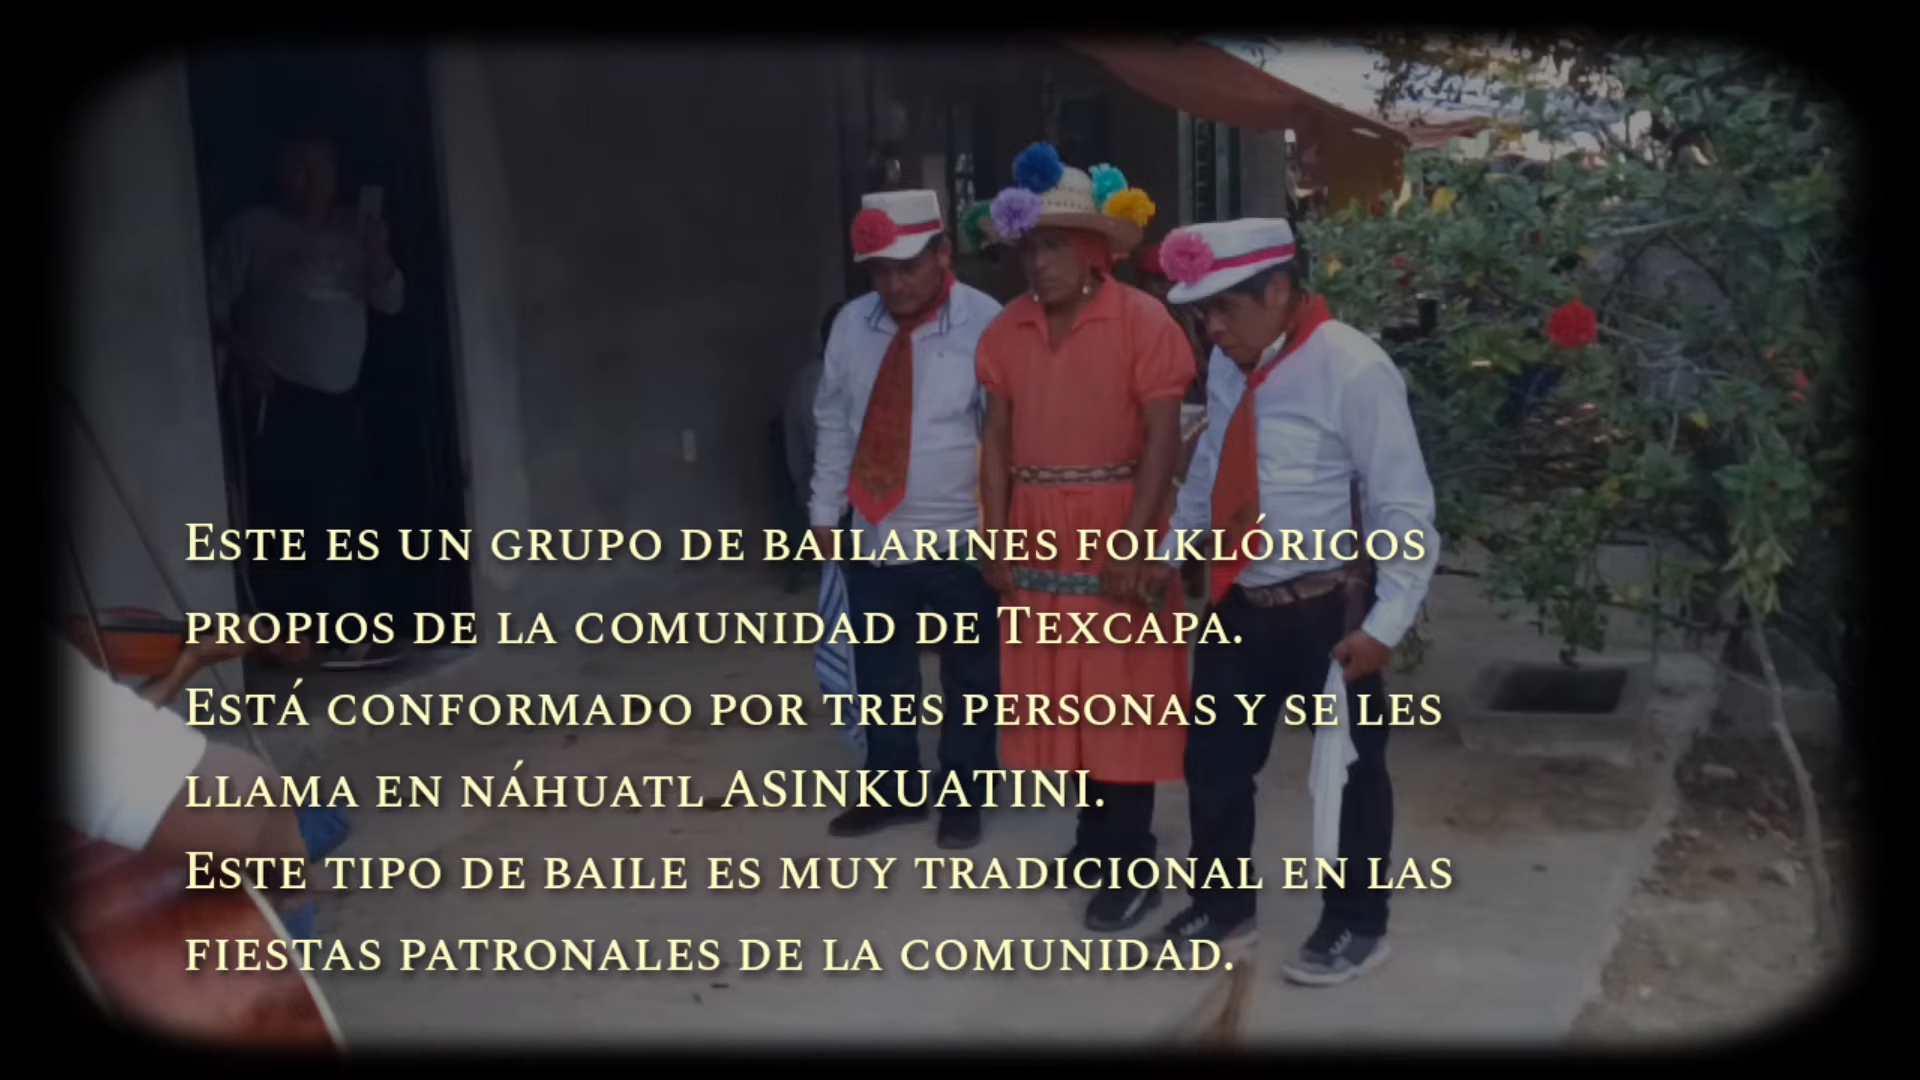 Este es un grupo de bailarines folklóricos
propios de la comunidad de Texcapa.
Está conformado por tres personas y se les
llama en náhuatl ASINKUATINI.
Este tipo de baile es muy tradicional en las
fiestas patronales de la comunidad.